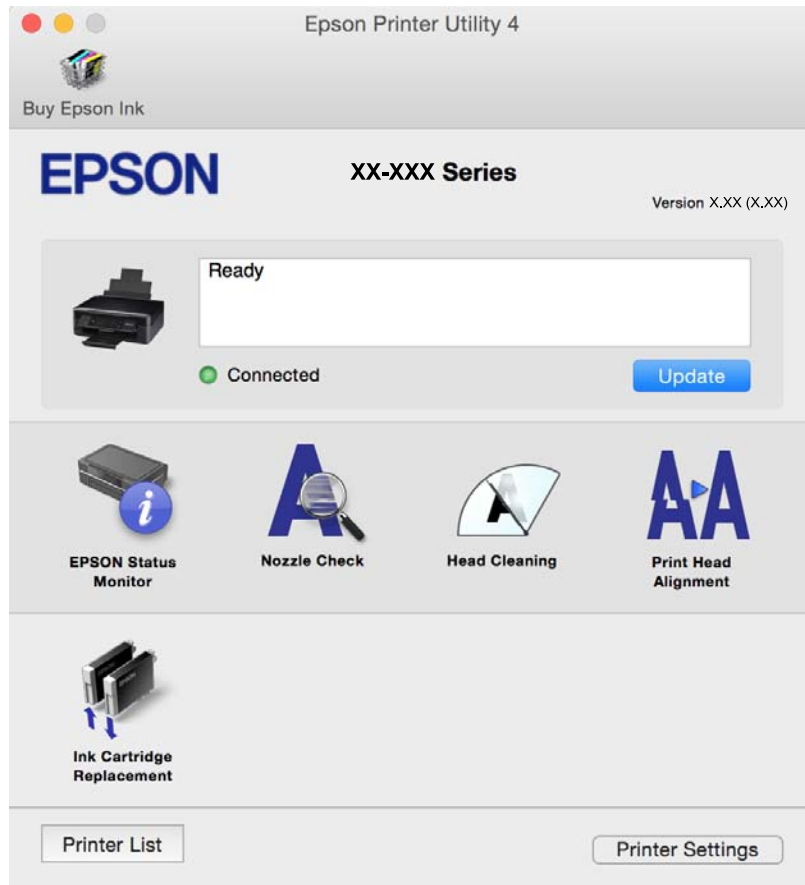 Epson Printer Utility 4
Buy Epson Ink
EPSON
XX-XXX Series
Version X.XX (X.XX)
Ready
Connected
Update
EPSON Status
Monitor
Nozzle Check
Head Cleaning
Print Head
Alignment
Ink Cartridge
Replacement
Printer List
Printer Settings